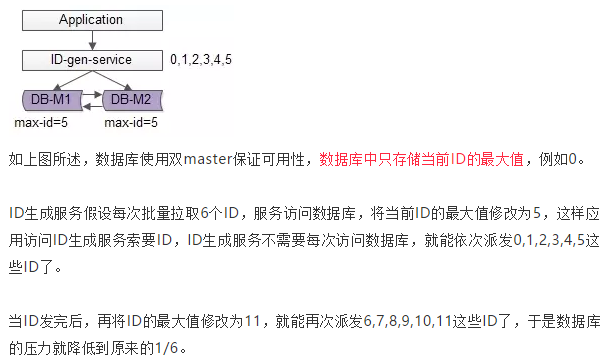 Application
ID-gen-service 0,1,2,3,4,5
DB-M1 DB-M2
max-id=5 max-id=5
如上图所述，数据库使用双master保证可用性，数据库中只存储当前ID的最大值，例如0。
ID生成服务假设每次批量拉取6个ID，服务访问数据库，将当前ID的最大值修改为5，这样应
用访问ID生成服务索要ID，ID生成服务不需要每次访问数据库，就能依次派发0,1,2,3,4,5这
些ID了。
当ID发完后，再将ID的最大值修改为11，就能再次派发6,7,8,9,10,11这些ID了，于是数据库
的压力就降低到原来的1/6。